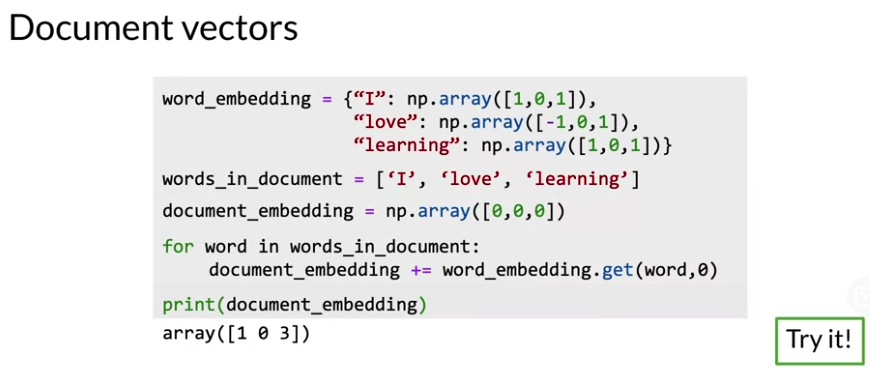 Document vectors
word_embedding = {“I”: np.array([1,0,1]),
“love”: np.array([-1,0,1]),
“learning”: np.array([1,0,1])}
words_in_document = [‘I’, ‘love’, ‘learning’]
document_embedding = np.array([0,0,0])
for word in words_in_document:
document_embedding += word_embedding.get(word,0)
print(document_embedding)
array([1 0 3])
Try it!